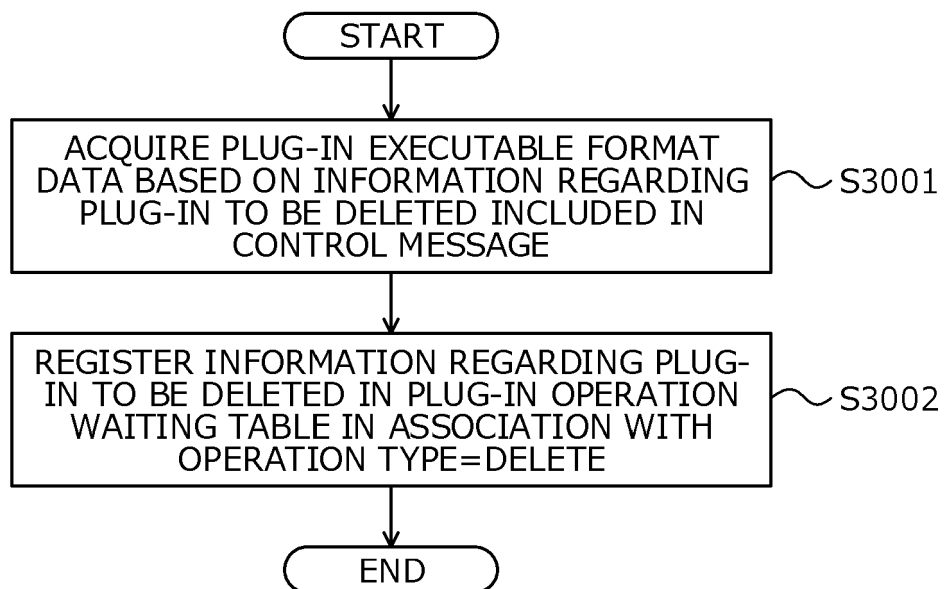 START
ACQUIRE PLUG-IN EXECUTABLE FORMAT
DATA BASED ON INFORMATION REGARDING
PLUG-IN TO BE DELETED INCLUDED IN
CONTROL MESSAGE
S3001
REGISTER INFORMATION REGARDING PLUG-
IN TO BE DELETED IN PLUG-IN OPERATION
WAITING TABLE IN ASSOCIATION WITH
OPERATION TYPE=DELETE
S3002
END